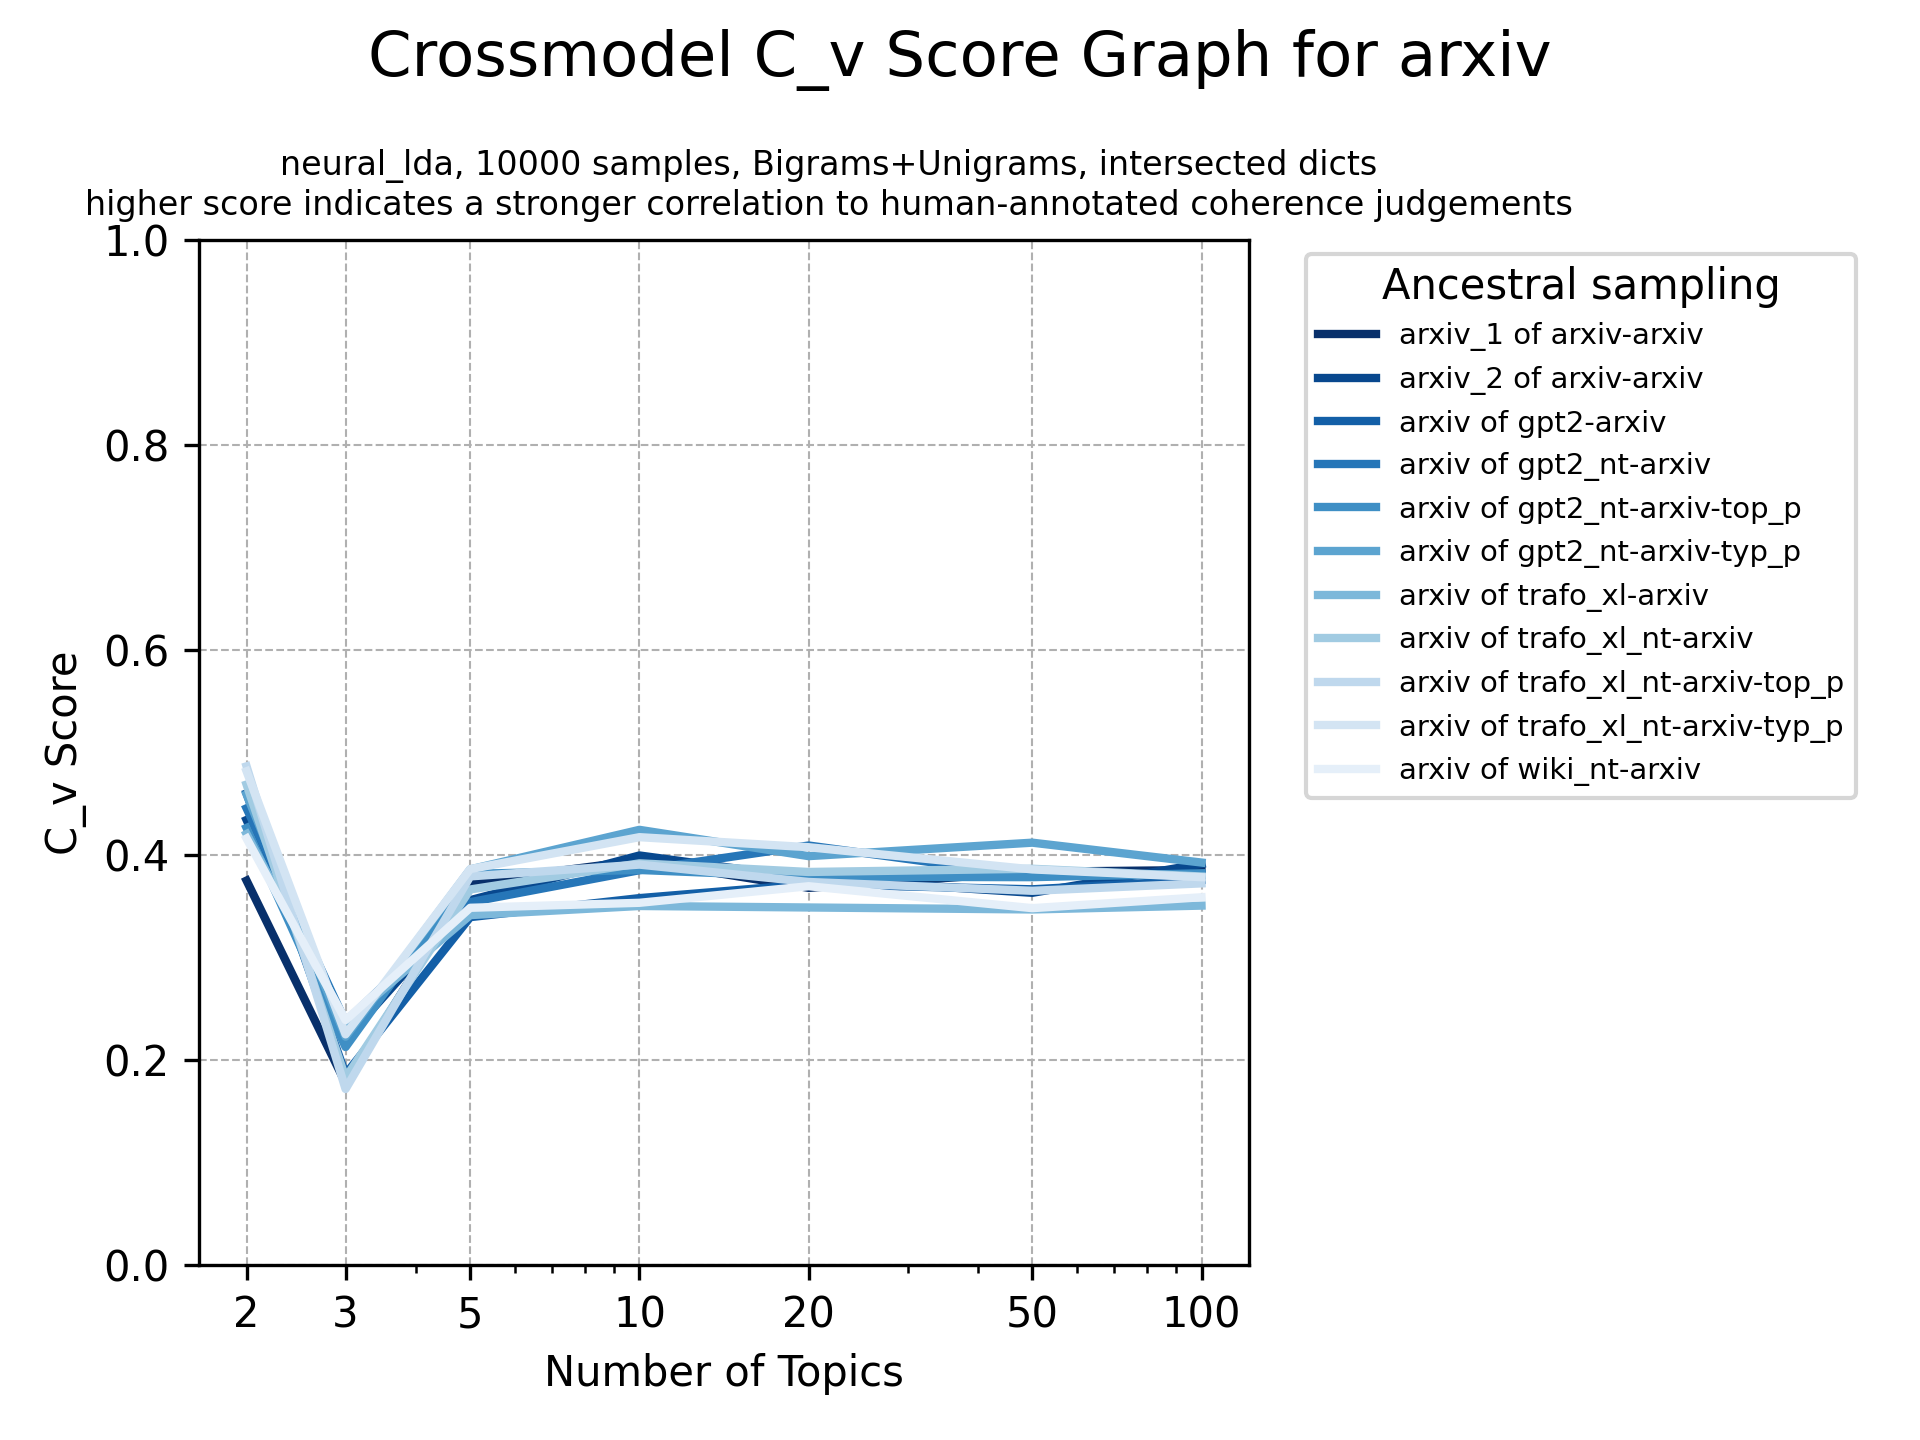 Crossmodel C_v Score Graph for arxiv
neural_lda, 10000 samples, Bigrams+Unigrams, intersected dicts
higher score indicates a stronger correlation to human-annotated coherence judgements
1.0
0.8
0.6
0.4
0.2
0.0
C_v Score
2 3 5 10 20 50 100
Number of Topics
Ancestral sampling
arxiv_1 of arxiv-arxiv
arxiv_2 of arxiv-arxiv
arxiv of gpt2-arxiv
arxiv of gpt2_nt-arxiv
arxiv of gpt2_nt-arxiv-top_p
arxiv of gpt2_nt-arxiv-typ_p
arxiv of trafo_xl-arxiv
arxiv of trafo_xl_nt-arxiv
arxiv of trafo_xl_nt-arxiv-top_p
arxiv of trafo_xl_nt-arxiv-typ_p
arxiv of wiki_nt-arxiv